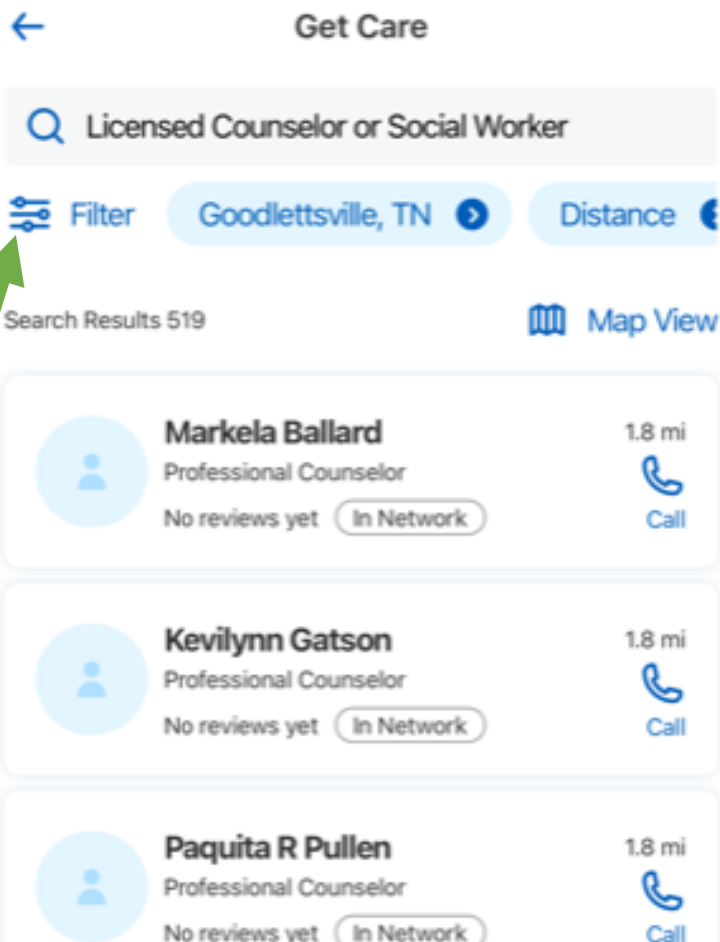 Get Care
Licensed Counselor or Social Worker
Filter Goodlettsville, TN Distance
Search Results 519 Map View
Markela Ballard 1.8 mi
Professional Counselor
No reviews yet In Network Call
Kevilynn Gatson 1.8 mi
Professional Counselor
No reviews yet In Network Call
Paquita R Pullen 1.8 mi
Professional Counselor
No reviews yet In Network Call